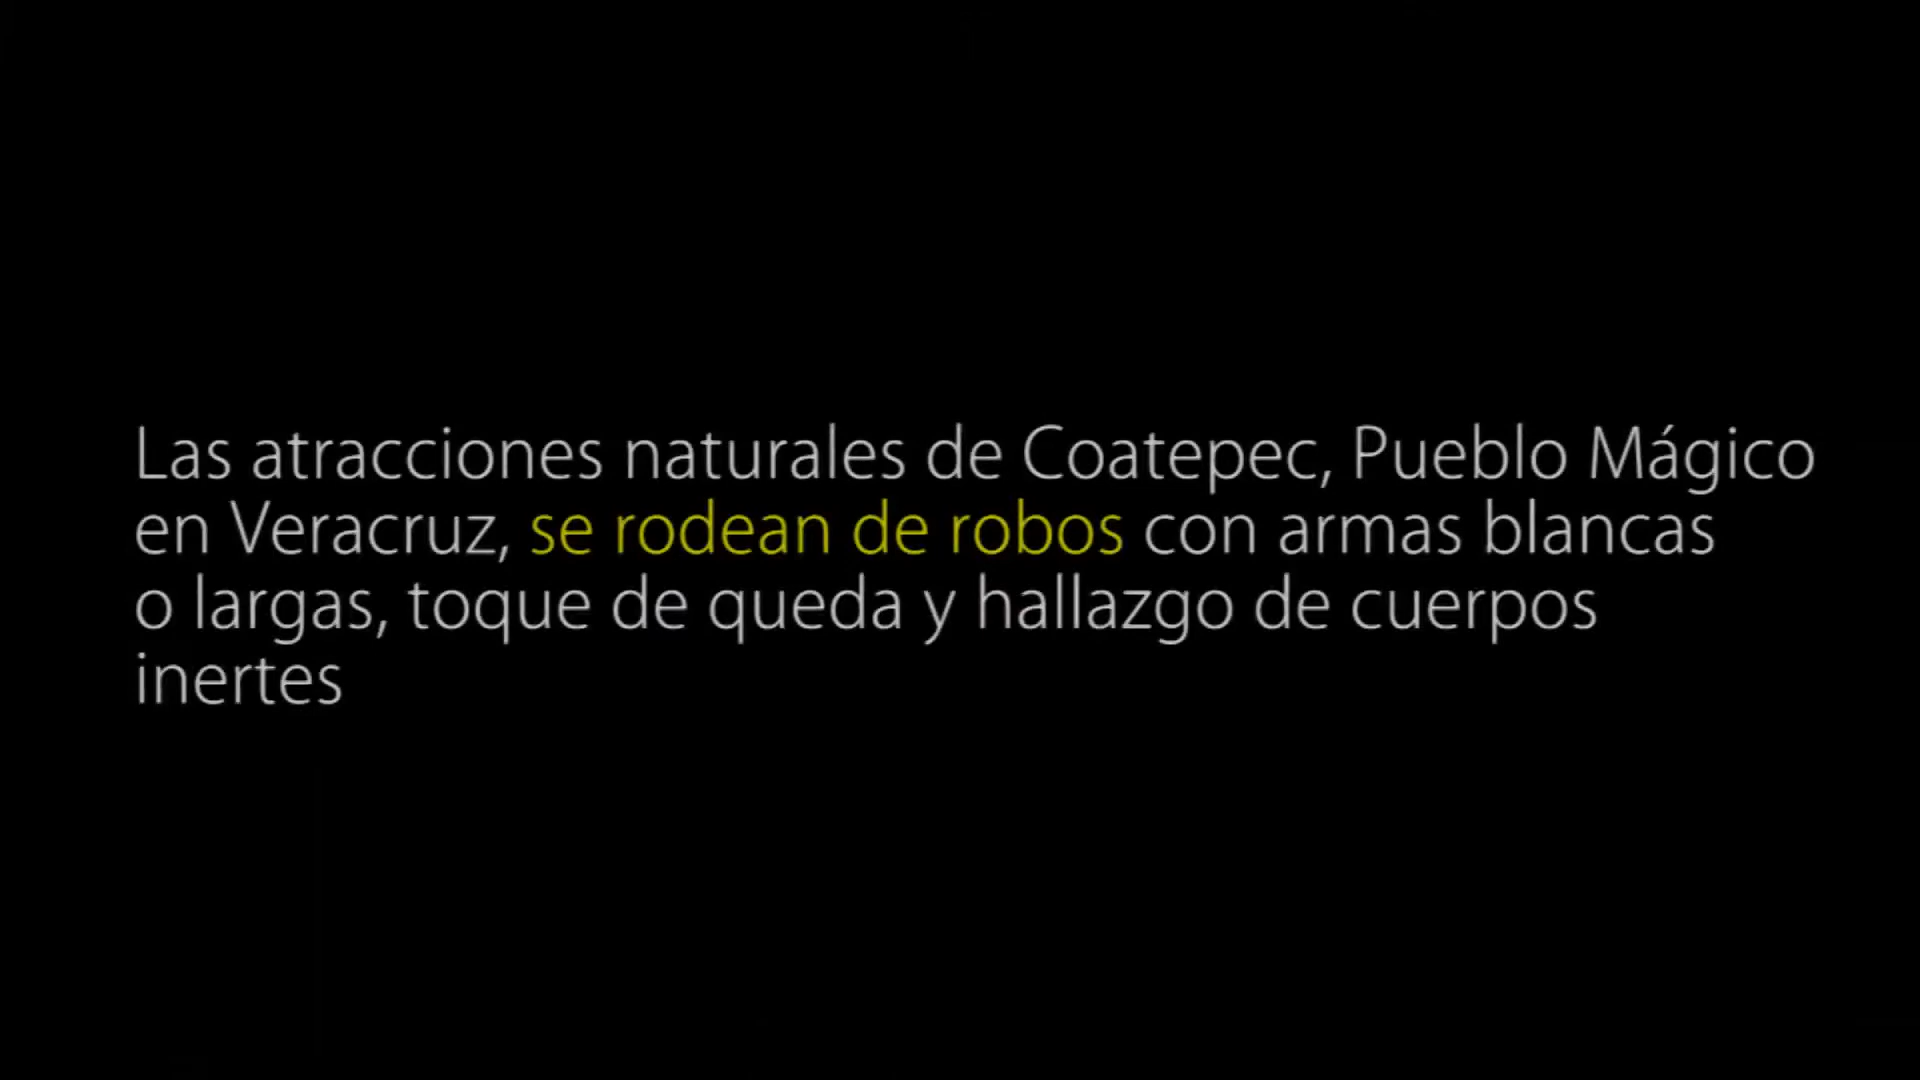 Las atracciones naturales de Coatepec, Pueblo Mágico
en Veracruz, se rodean de robos con armas blancas
o largas, toque de queda y hallazgo de cuerpos
inertes